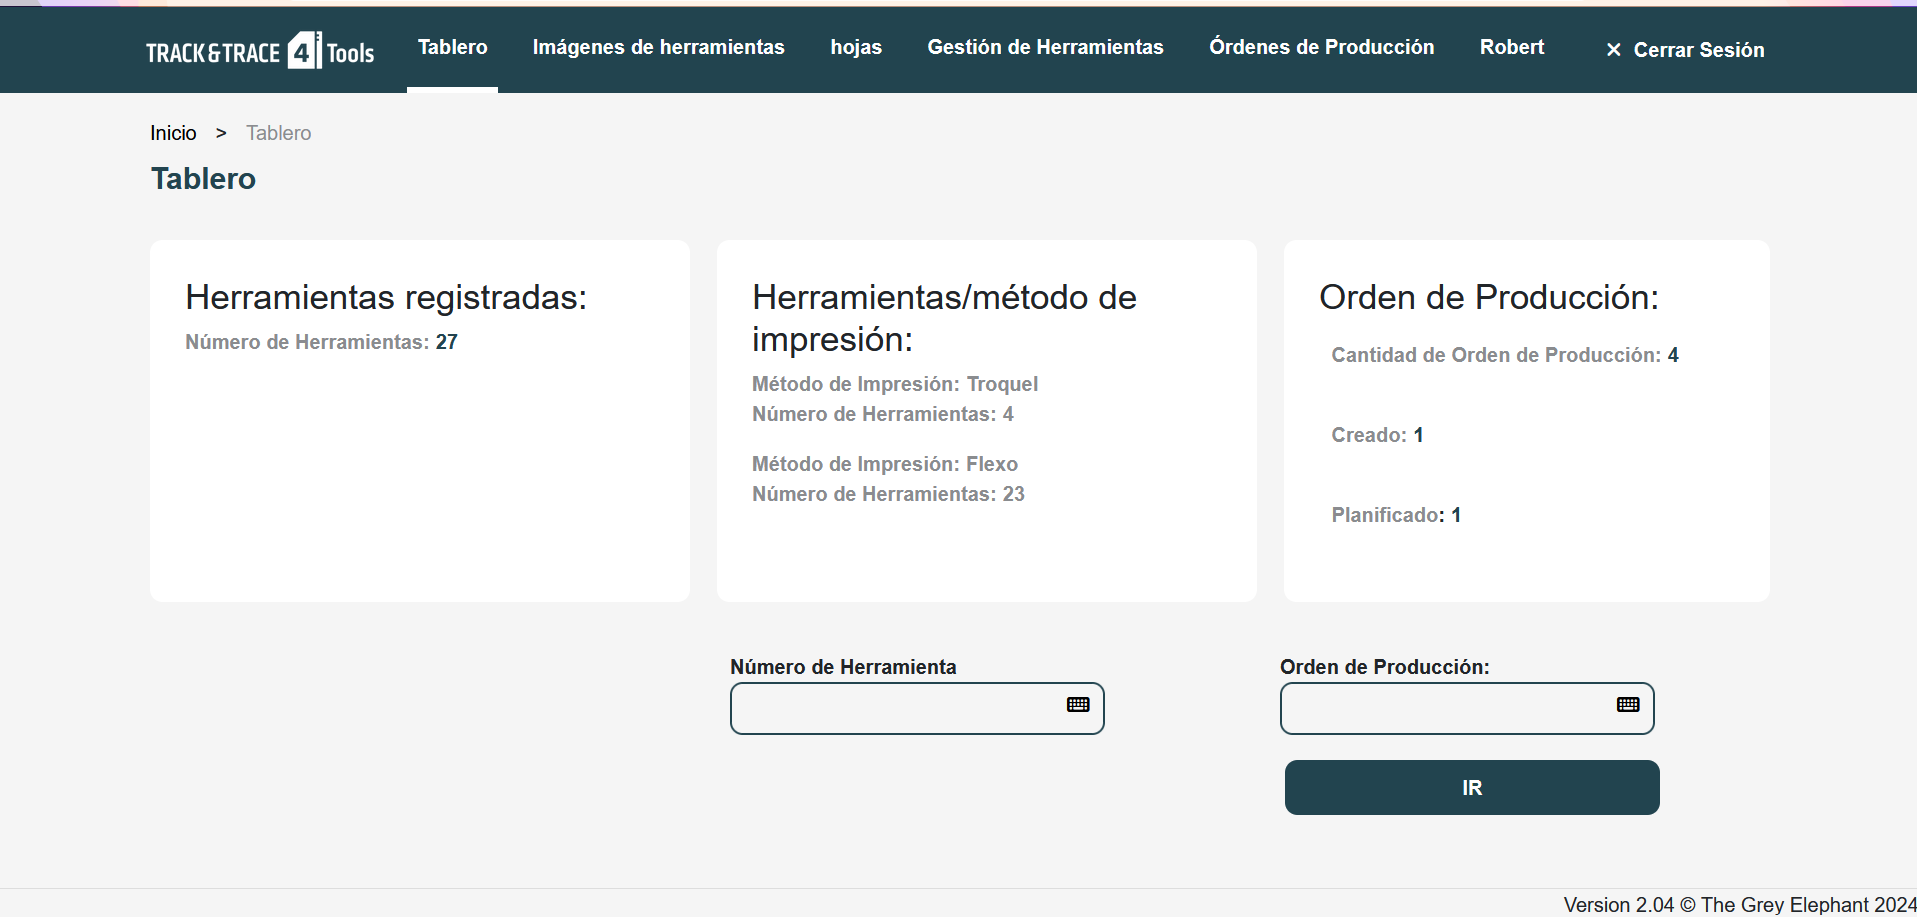 TRACK&TRACE 4 Tools
Tablero
Imágenes de herramientas
hojas
Gestión de Herramientas
Órdenes de Producción
Robert
× Cerrar Sesión
Inicio > Tablero
Tablero
Herramientas registradas:
Número de Herramientas: 27
Herramientas/método de
impresión:
Método de Impresión: Troquel
Número de Herramientas: 4
Método de Impresión: Flexo
Número de Herramientas: 23
Orden de Producción:
Cantidad de Orden de Producción: 4
Creado: 1
Planificado: 1
Número de Herramienta
Orden de Producción:
IR
Version 2.04 © The Grey Elephant 2024